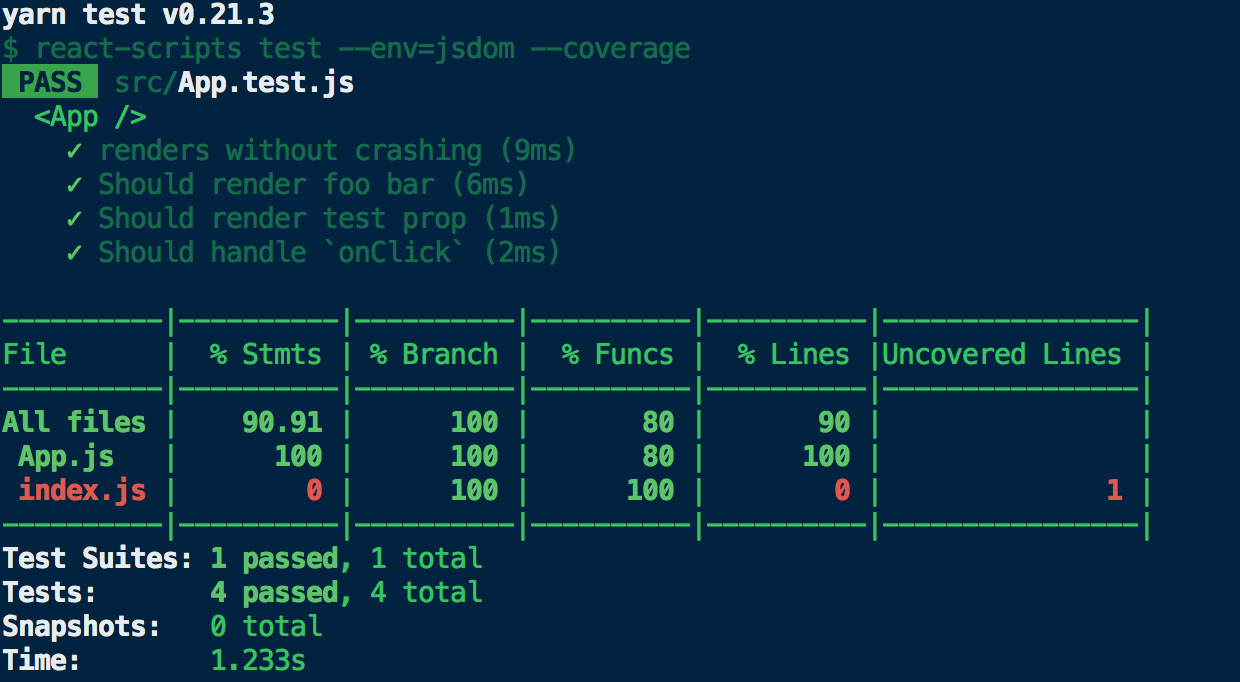 yarn test v0.21.3
$ react-scripts test --env=jsdom --coverage
PASS src/App.test.js
  <App />
    ✓ renders without crashing (9ms)
    ✓ Should render foo bar (6ms)
    ✓ Should render test prop (1ms)
    ✓ Should handle `onClick` (2ms)

----------|----------|----------|----------|----------|----------------|
File      |  % Stmts | % Branch |  % Funcs |  % Lines |Uncovered Lines |
----------|----------|----------|----------|----------|----------------|
All files |    90.91 |      100 |       80 |       90 |                |
 App.js   |      100 |      100 |       80 |      100 |                |
 index.js |        0 |      100 |      100 |        0 |              1 |
----------|----------|----------|----------|----------|----------------|
Test Suites: 1 passed, 1 total
Tests:       4 passed, 4 total
Snapshots:   0 total
Time:        1.233s